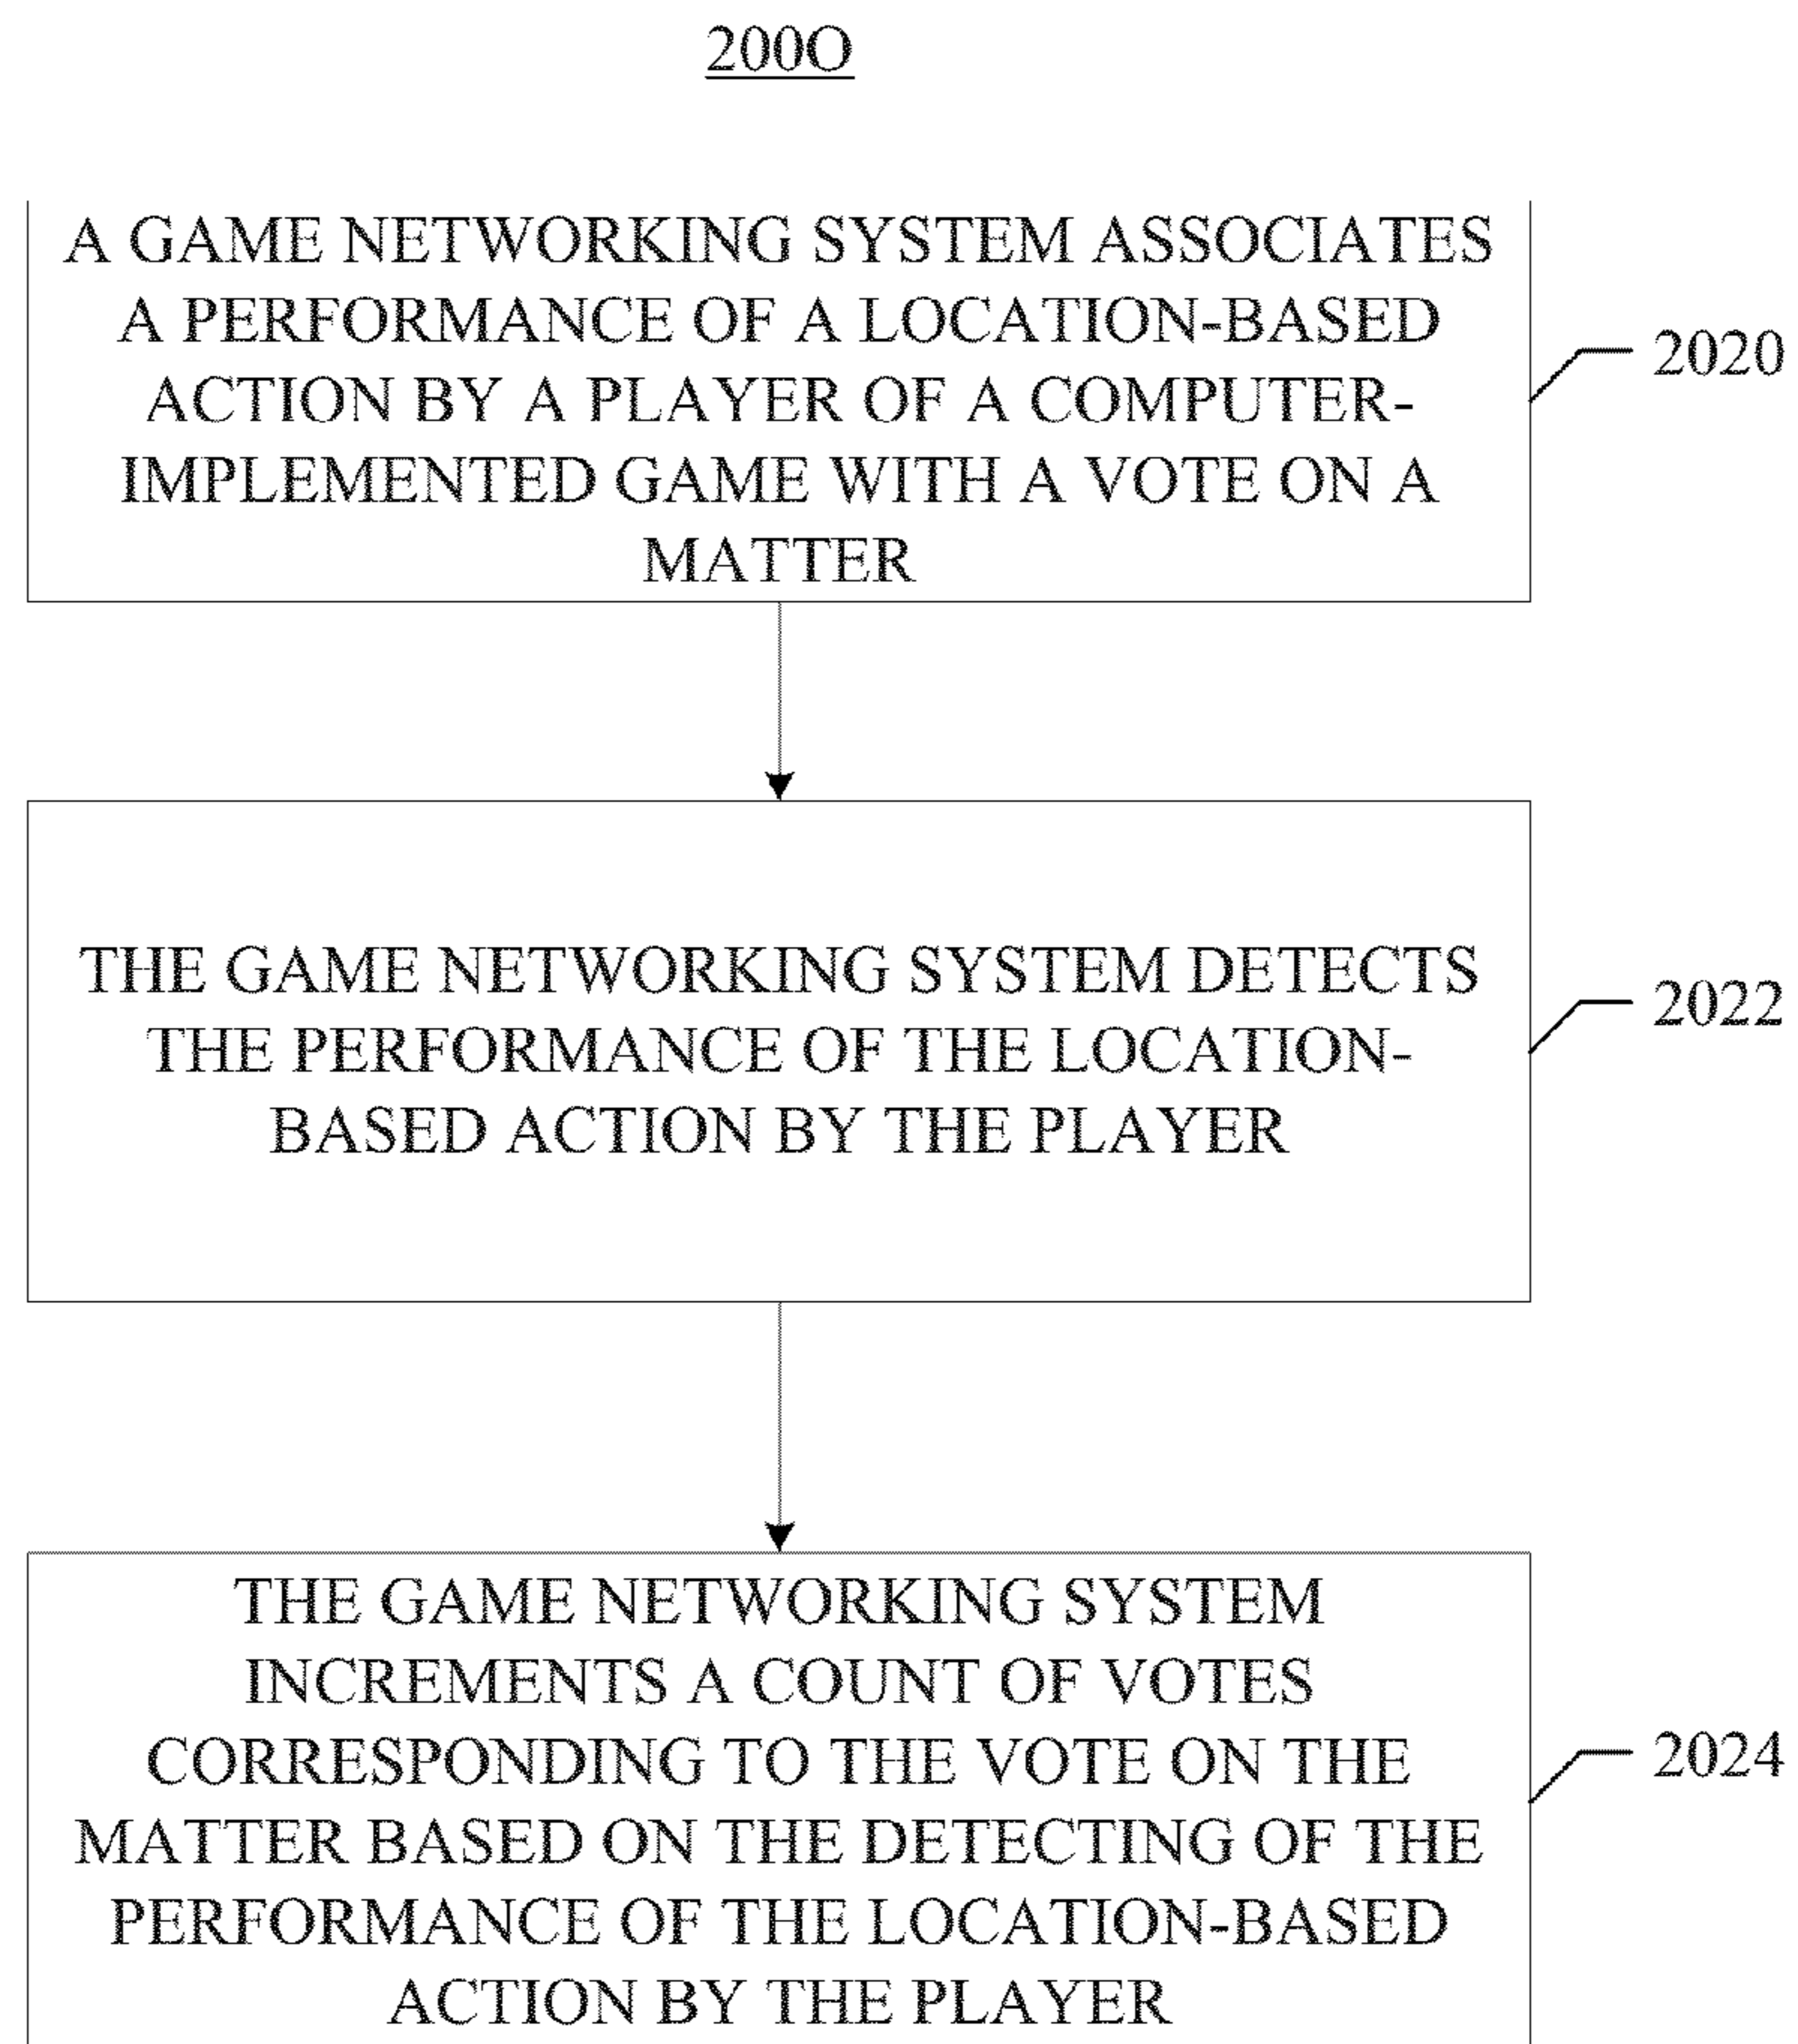 200O
A GAME NETWORKING SYSTEM ASSOCIATES
A PERFORMANCE OF A LOCATION-BASED
ACTION BY A PLAYER OF A COMPUTER-
IMPLEMENTED GAME WITH A VOTE ON A
MATTER
2020
THE GAME NETWORKING SYSTEM DETECTS
THE PERFORMANCE OF THE LOCATION-
BASED ACTION BY THE PLAYER
2022
THE GAME NETWORKING SYSTEM
INCREMENTS A COUNT OF VOTES
CORRESPONDING TO THE VOTE ON THE
MATTER BASED ON THE DETECTING OF THE
PERFORMANCE OF THE LOCATION-BASED
ACTION BY THE PLAYER
2024